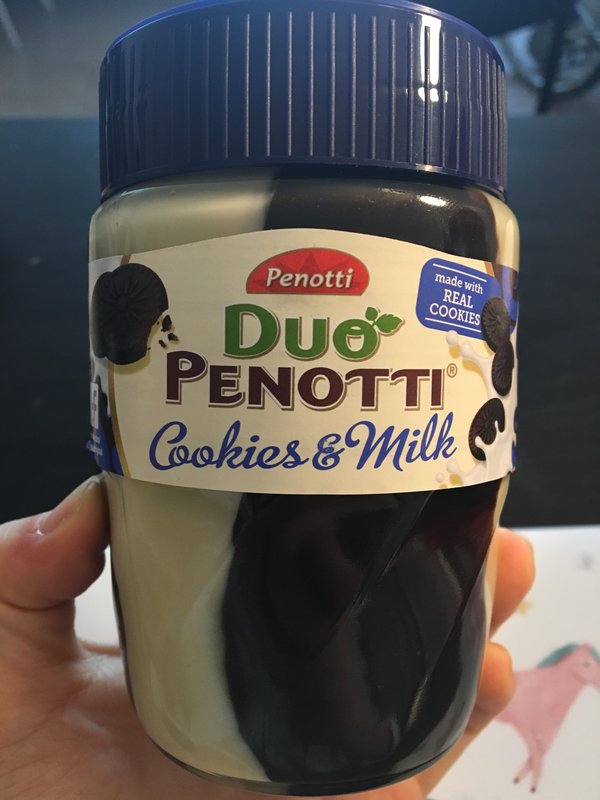 Penotti
made with
REAL
COOKIES
DUO
PENOTTI®
Cookies & Milk